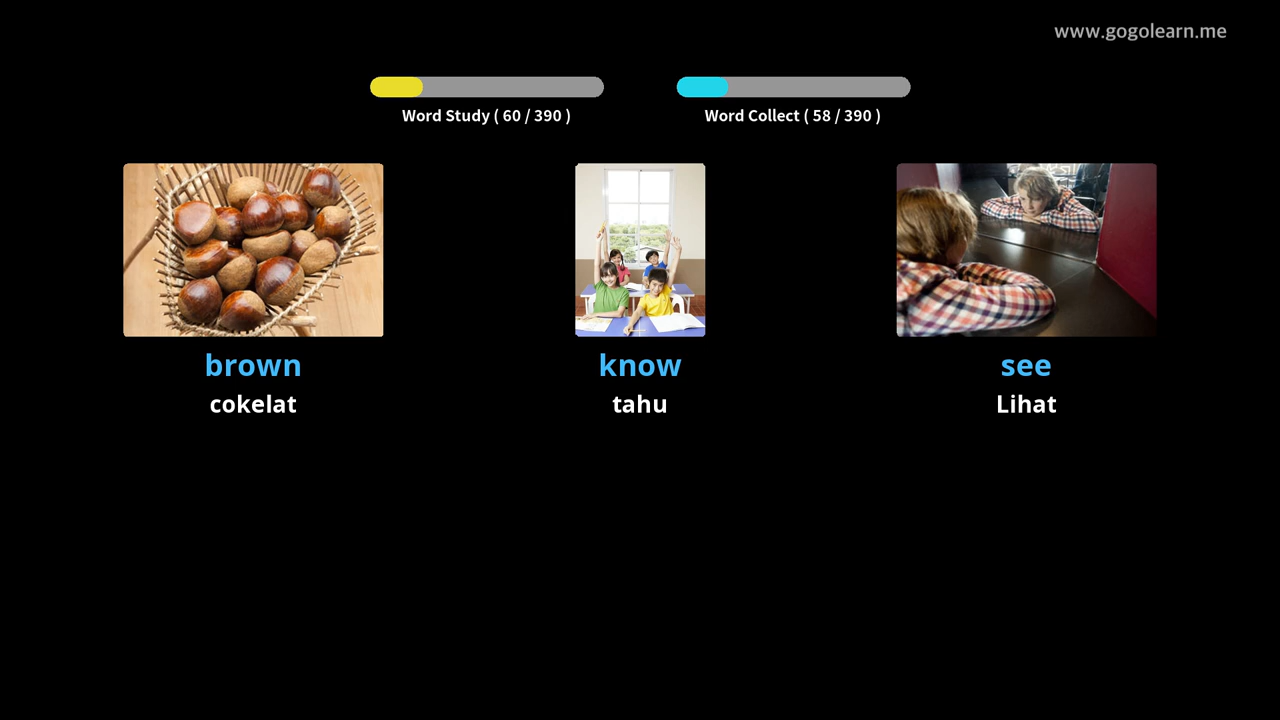 www.gogolearn.me
Word Study ( 60 / 390 )
Word Collect ( 58 / 390 )
brown
cokelat
know
tahu
see
Lihat